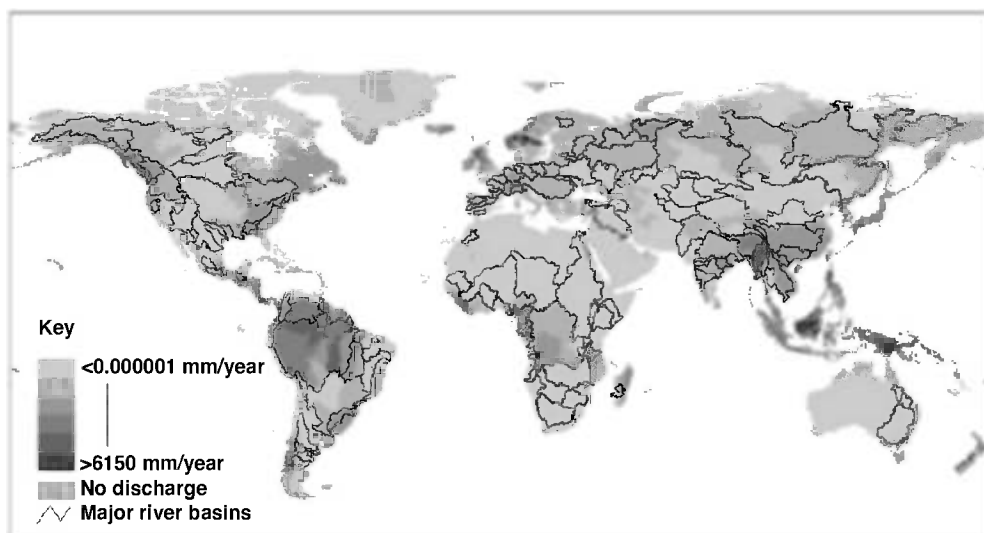 Key
<0.000001 mm/year
>6150 mm/year
No discharge
Major river basins